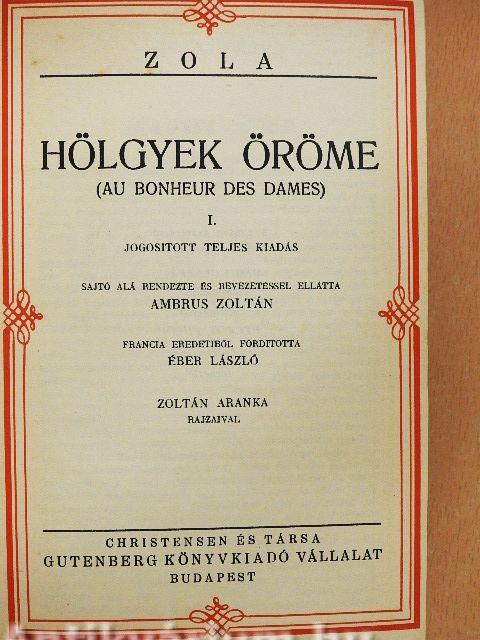 ZOLA
HÖLGYEK ÖRÖME
(AU BONHEUR DES DAMES)
I.
JOGOSITOTT TELJES KIADÁS
SAJTÓ ALÁ RENDEZTE ÉS BEVEZETÉSSEL ELLÁTTA
AMBRUS ZOLTÁN
FRANCIA EREDETIBŐL FORDITOTTA
ÉBER LÁSZLÓ
ZOLTÁN ARANKA
RAJZAIVAL
CHRISTENSEN ÉS TÁRSA
GUTENBERG KÖNYVKIADÓ VÁLLALAT
BUDAPEST